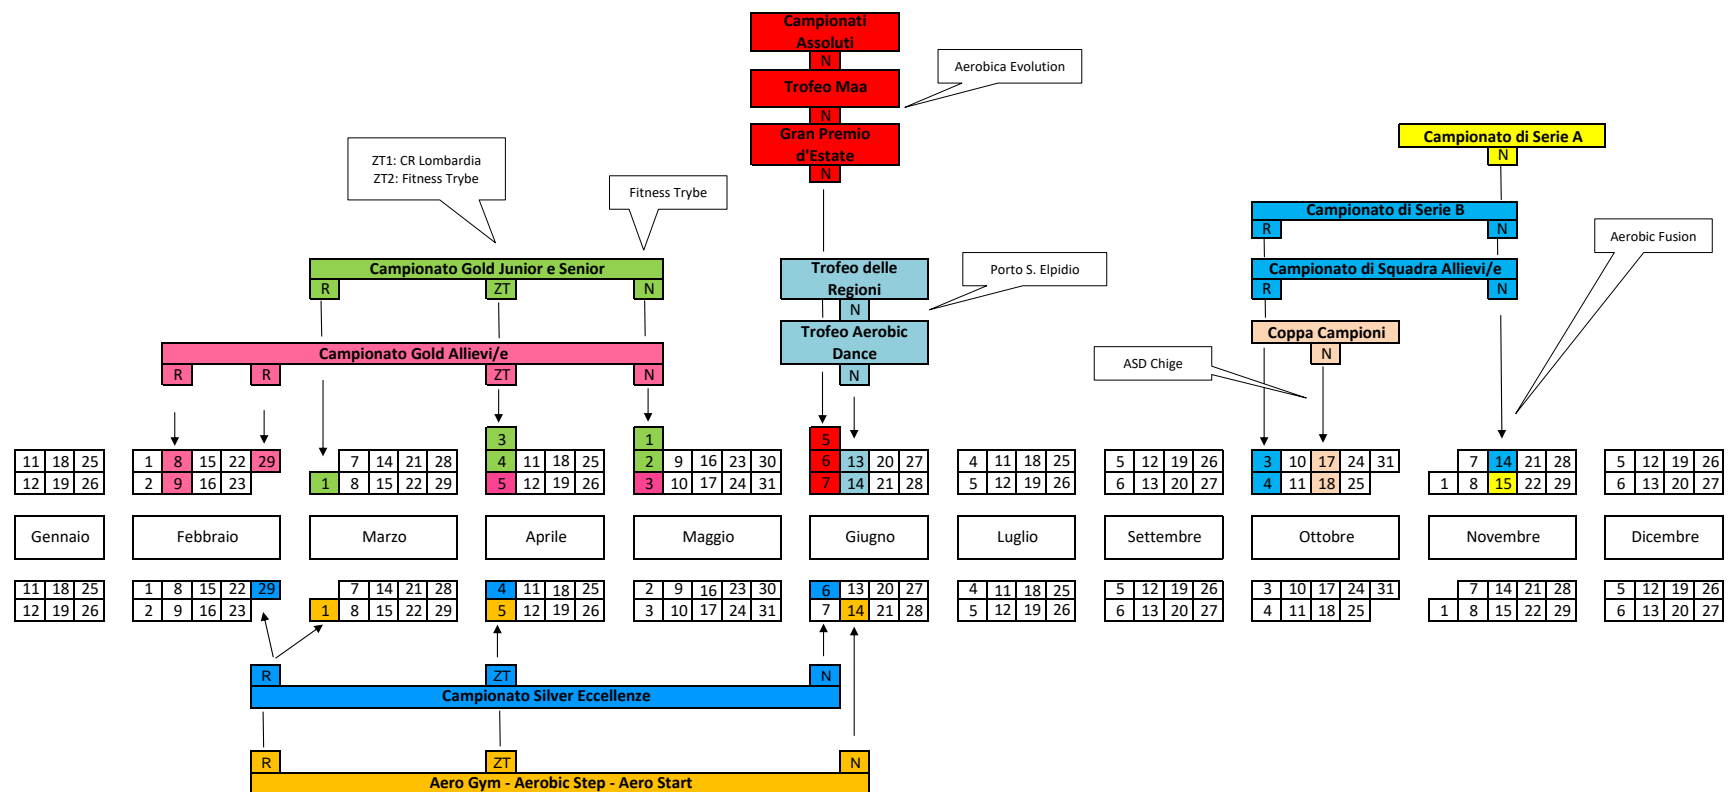 Campionati
Assoluti
N
Trofeo Maa
N
Gran Premio
d'Estate
N
Aerobica Evolution
Campionato di Serie A
N
ZT1: CR Lombardia
ZT2: Fitness Trybe
Fitness Trybe
Campionato di Serie B
R N
Aerobic Fusion
Campionato Gold Junior e Senior
R ZT N
Trofeo delle
Regioni
N
Porto S. Elpidio
Campionato di Squadra Allievi/e
R N
Trofeo Aerobic
Dance
N
Coppa Campioni
N
ASD Chige
Campionato Gold Allievi/e
R R ZT N
3 1 5
11 18 25 1 8 15 22 29 7 14 21 28 4 11 18 25 2 9 16 23 30 6 13 20 27 4 11 18 25 5 12 19 26 3 10 17 24 31 7 14 21 28 5 12 19 26
12 19 26 2 9 16 23 1 8 15 22 29 5 12 19 26 3 10 17 24 31 7 14 21 28 5 12 19 26 6 13 20 27 4 11 18 25 1 8 15 22 29 6 13 20 27
Gennaio Febbraio Marzo Aprile Maggio Giugno Luglio Settembre Ottobre Novembre Dicembre
11 18 25 1 8 15 22 29 7 14 21 28 4 11 18 25 2 9 16 23 30 6 13 20 27 4 11 18 25 5 12 19 26 3 10 17 24 31 7 14 21 28 5 12 19 26
12 19 26 2 9 16 23 1 8 15 22 29 5 12 19 26 3 10 17 24 31 7 14 21 28 5 12 19 26 6 13 20 27 4 11 18 25 1 8 15 22 29 6 13 20 27
R ZT N
Campionato Silver Eccellenze
R ZT N
Aero Gym - Aerobic Step - Aero Start